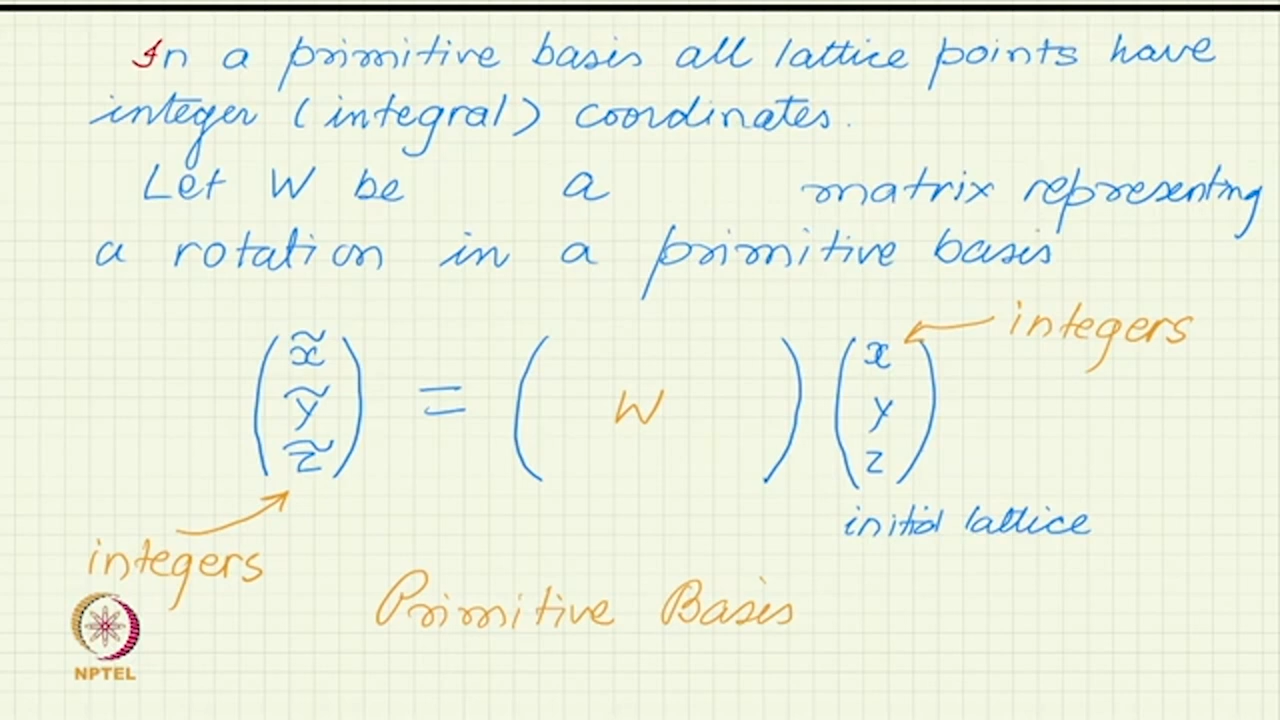 In a primitive basis all lattice points have
integer (integral) coordinates.
Let W be a matrix representing
a rotation in a primitive basis
integers
x̃ x
= ( W )
ỹ y
z̃ z
initial lattice
integers
Primitive Basis
NPTEL